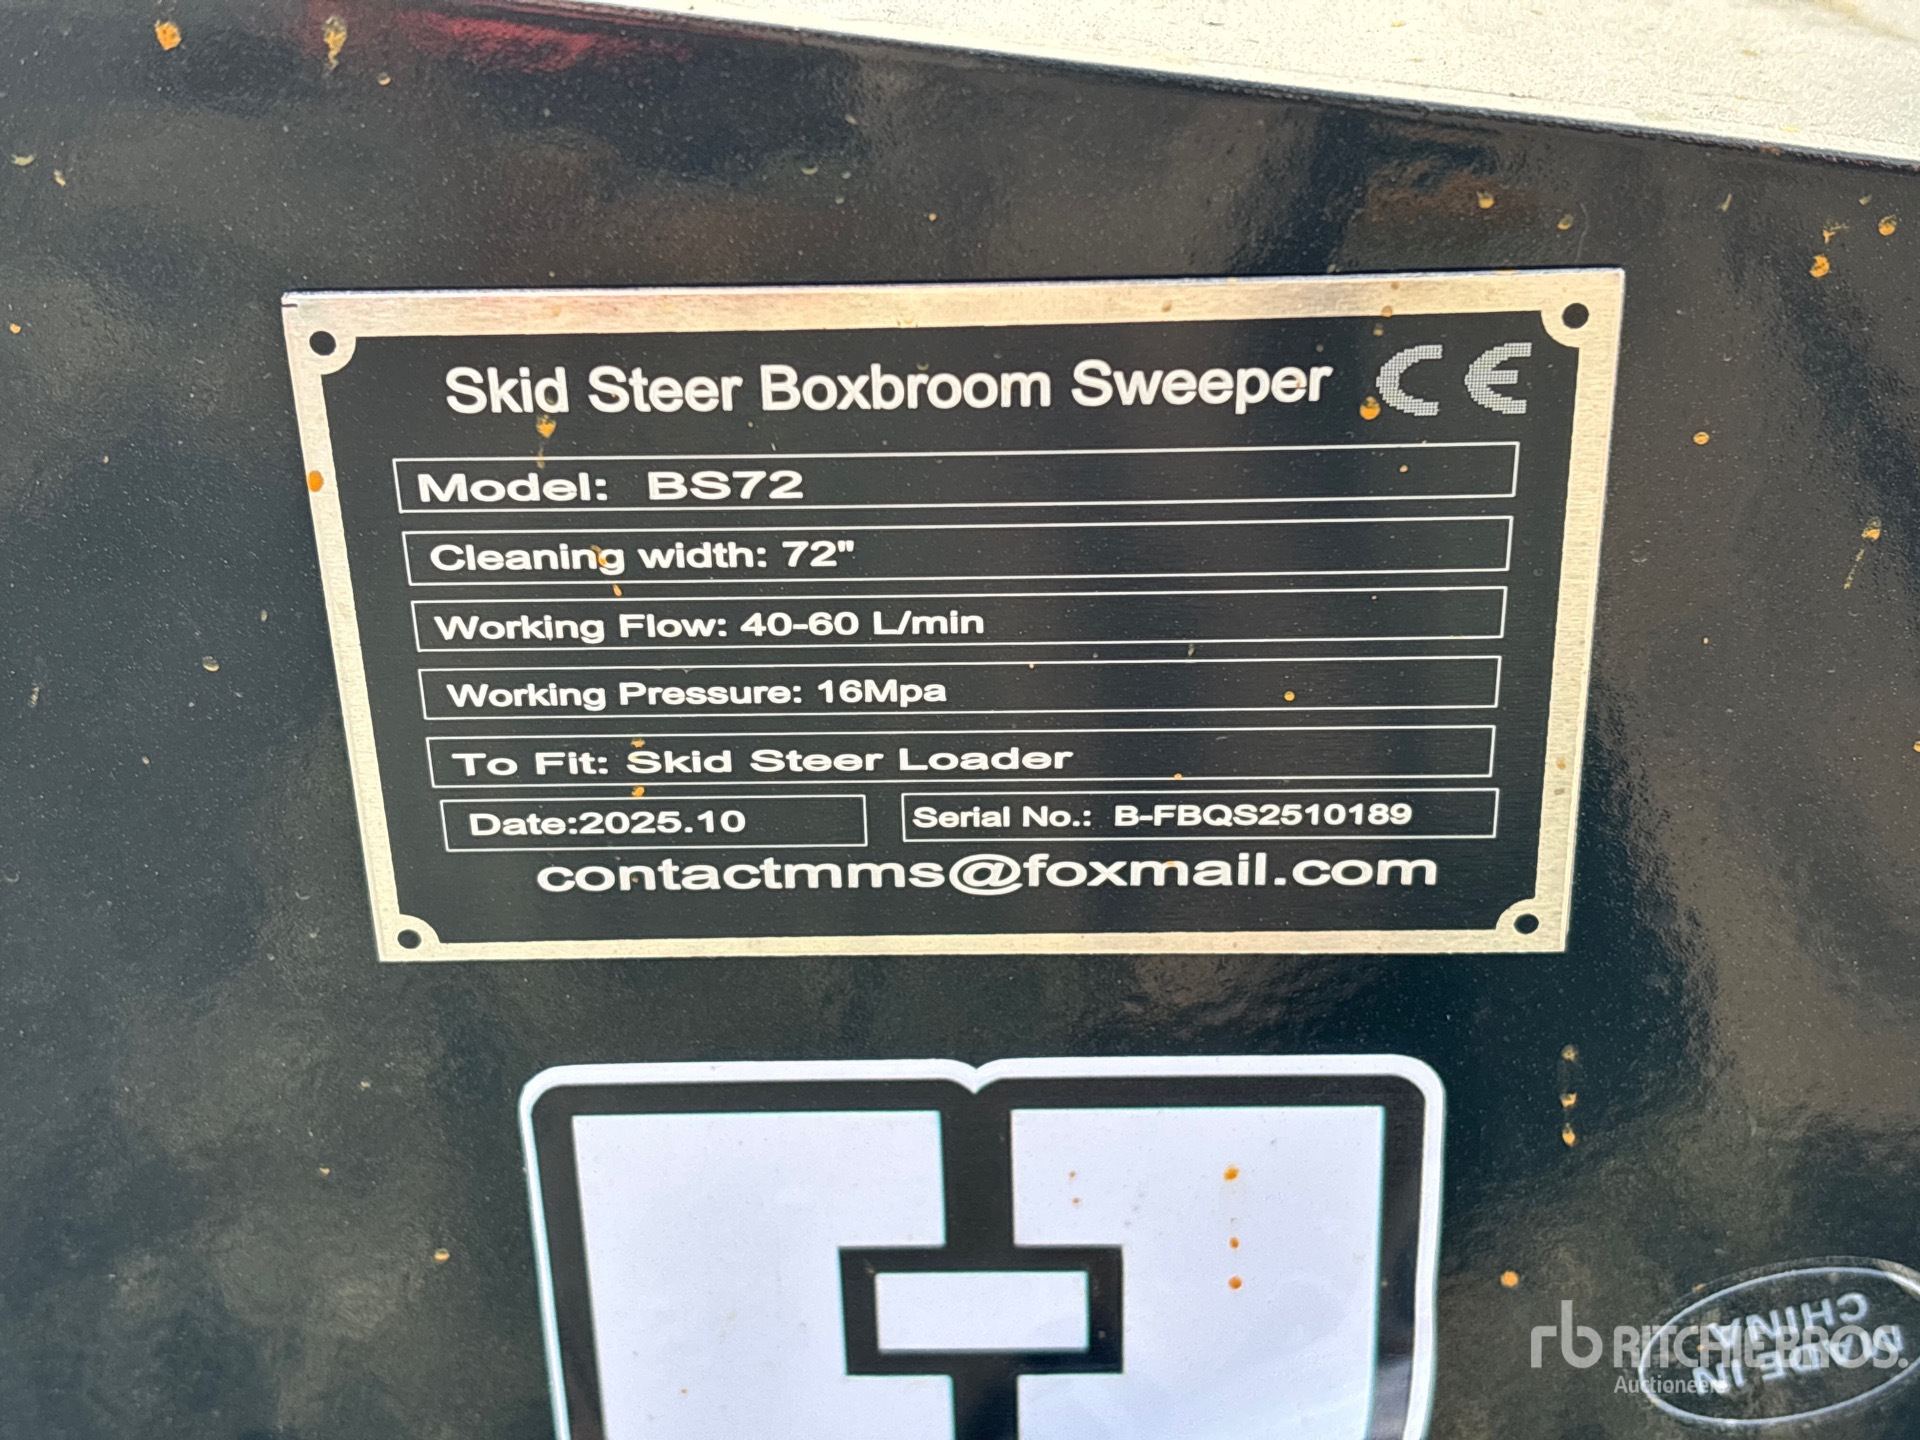 Skid Steer Boxbroom Sweeper CE
Model: BS72
Cleaning width: 72"
Working Flow: 40-60 L/min
Working Pressure: 16Mpa
To Fit: Skid Steer Loader
Date:2025.10
Serial No.: B-FBQS2510189
contactmms@foxmail.com
MADE IN
CHINA
rb RITCHIE BROS.
Auctioneers